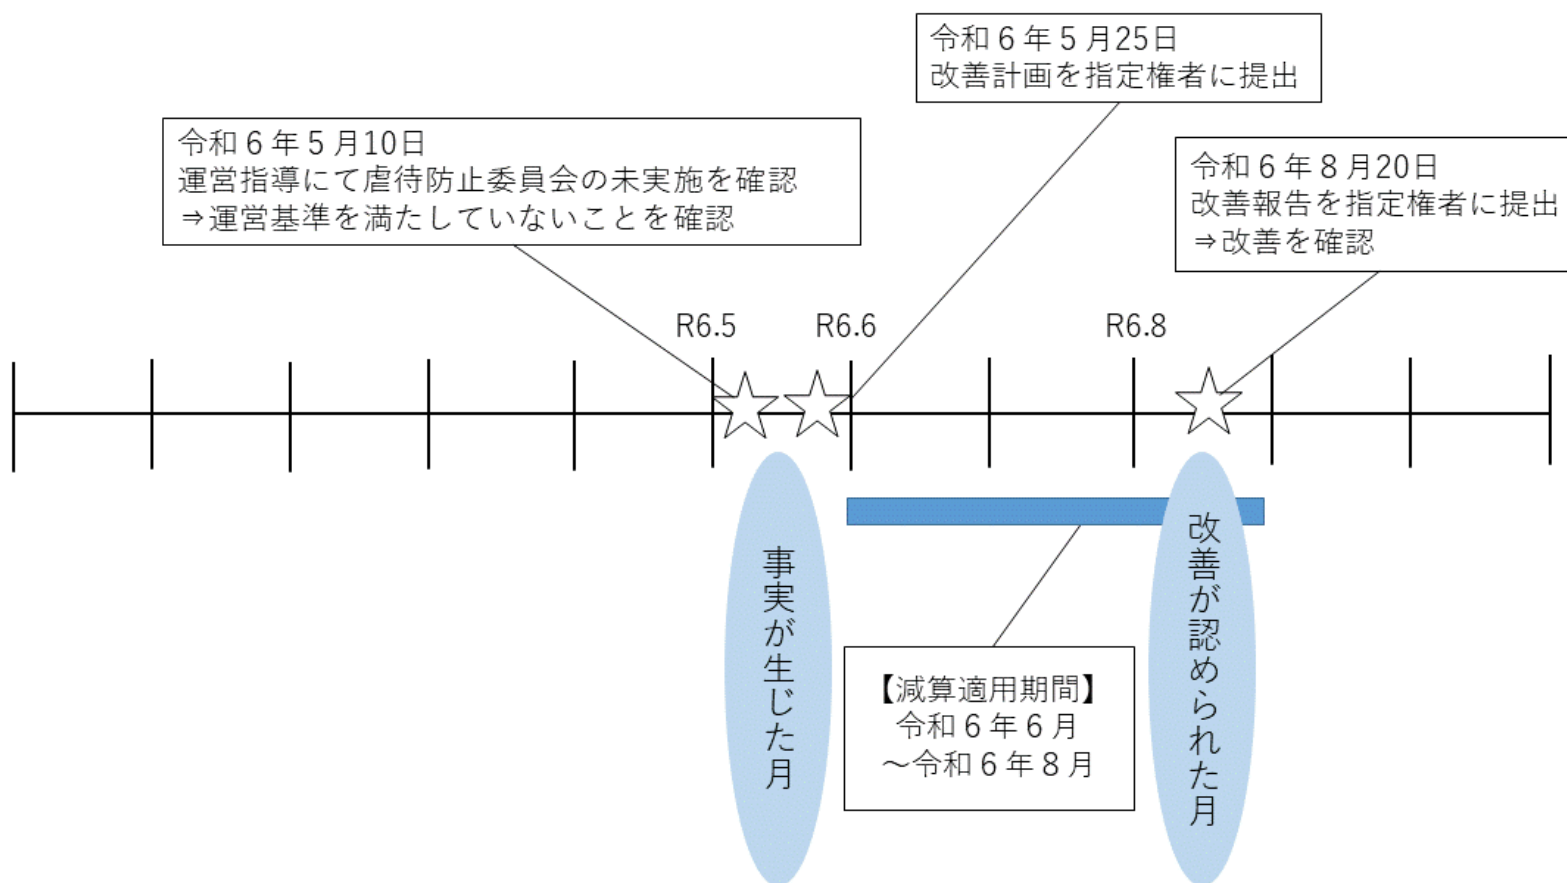 令和６年５月25日
改善計画を指定権者に提出
令和６年５月10日
運営指導にて虐待防止委員会の未実施を確認
⇒運営基準を満たしていないことを確認
令和６年８月20日
改善報告を指定権者に提出
⇒改善を確認
R6.5
R6.6
R6.8
事実が生じた月
改善が認められた月
【減算適用期間】
令和６年６月
～令和６年８月